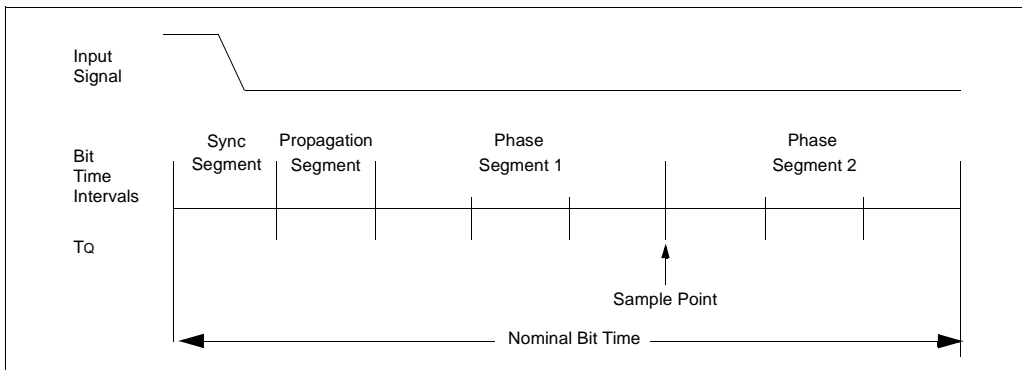 Input
Signal
Sync
Segment
Propagation
Segment
Phase
Segment 1
Phase
Segment 2
Bit
Time
Intervals
TQ
Sample Point
Nominal Bit Time